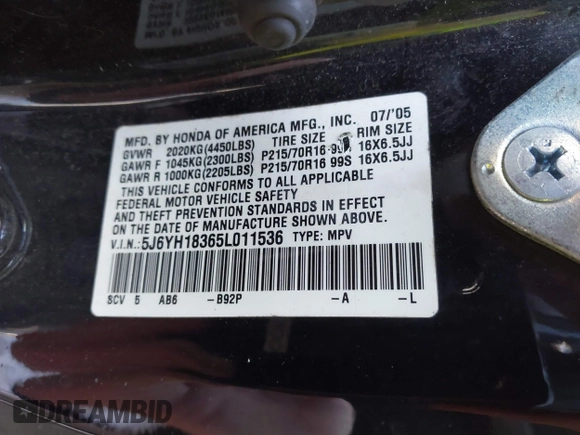 MFD. BY HONDA OF AMERICA MFG., INC. 07/'05
GVWR 2020KG(4450LBS) TIRE SIZE RIM SIZE
GAWR F 1045KG(2300LBS) P215/70R16 16X6.5JJ
GAWR R 1000KG(2205LBS) P215/70R16 99S 16X6.5JJ
THIS VEHICLE CONFORMS TO ALL APPLICABLE
FEDERAL MOTOR VEHICLE SAFETY
AND THEFT PREVENTION STANDARDS IN EFFECT
ON THE DATE OF MANUFACTURE SHOWN ABOVE.
V.I.N.:5J6YH18365L011536 TYPE: MPV
SCV 5 AB6 -B92P -A -L
DREAMBID